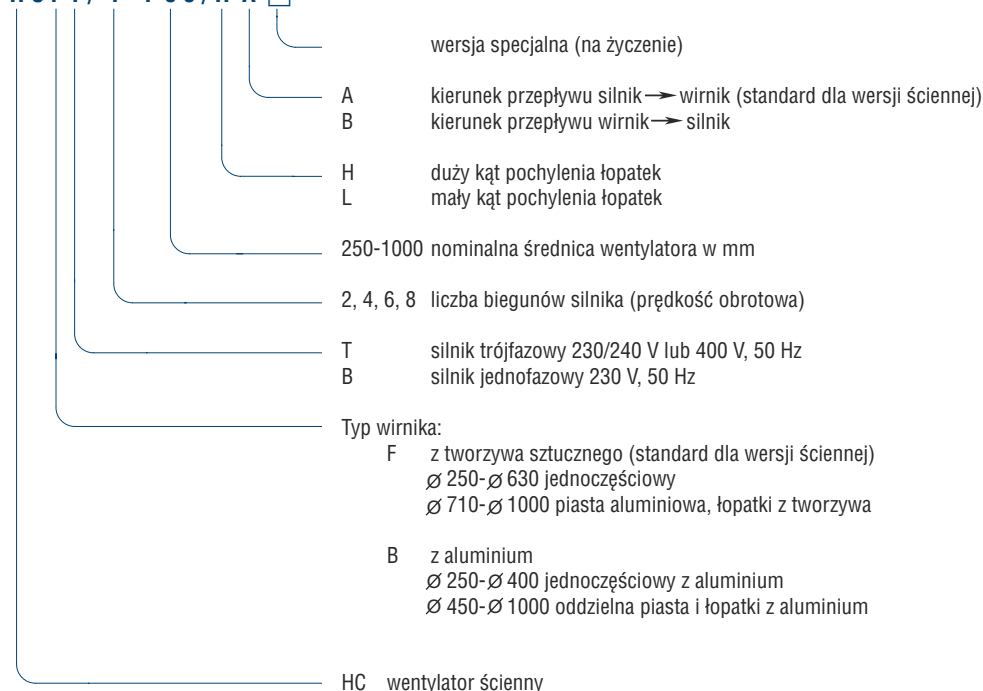 wersja specjalna (na życzenie)
A kierunek przepływu silnik → wirnik (standard dla wersji ściennej)
B kierunek przepływu wirnik → silnik
H duży kąt pochylenia łopatek
L mały kąt pochylenia łopatek
250-1000 nominalna średnica wentylatora w mm
2, 4, 6, 8 liczba biegunów silnika (prędkość obrotowa)
T silnik trójfazowy 230/240 V lub 400 V, 50 Hz
B silnik jednofazowy 230 V, 50 Hz
Typ wirnika:
F z tworzywa sztucznego (standard dla wersji ściennej)
⌀ 250-⌀ 630 jednoczęściowy
⌀ 710-⌀ 1000 piasta aluminiowa, łopatki z tworzywa
B z aluminium
⌀ 250-⌀ 400 jednoczęściowy z aluminium
⌀ 450-⌀ 1000 oddzielna piasta i łopatki z aluminium
HC wentylator ścienny